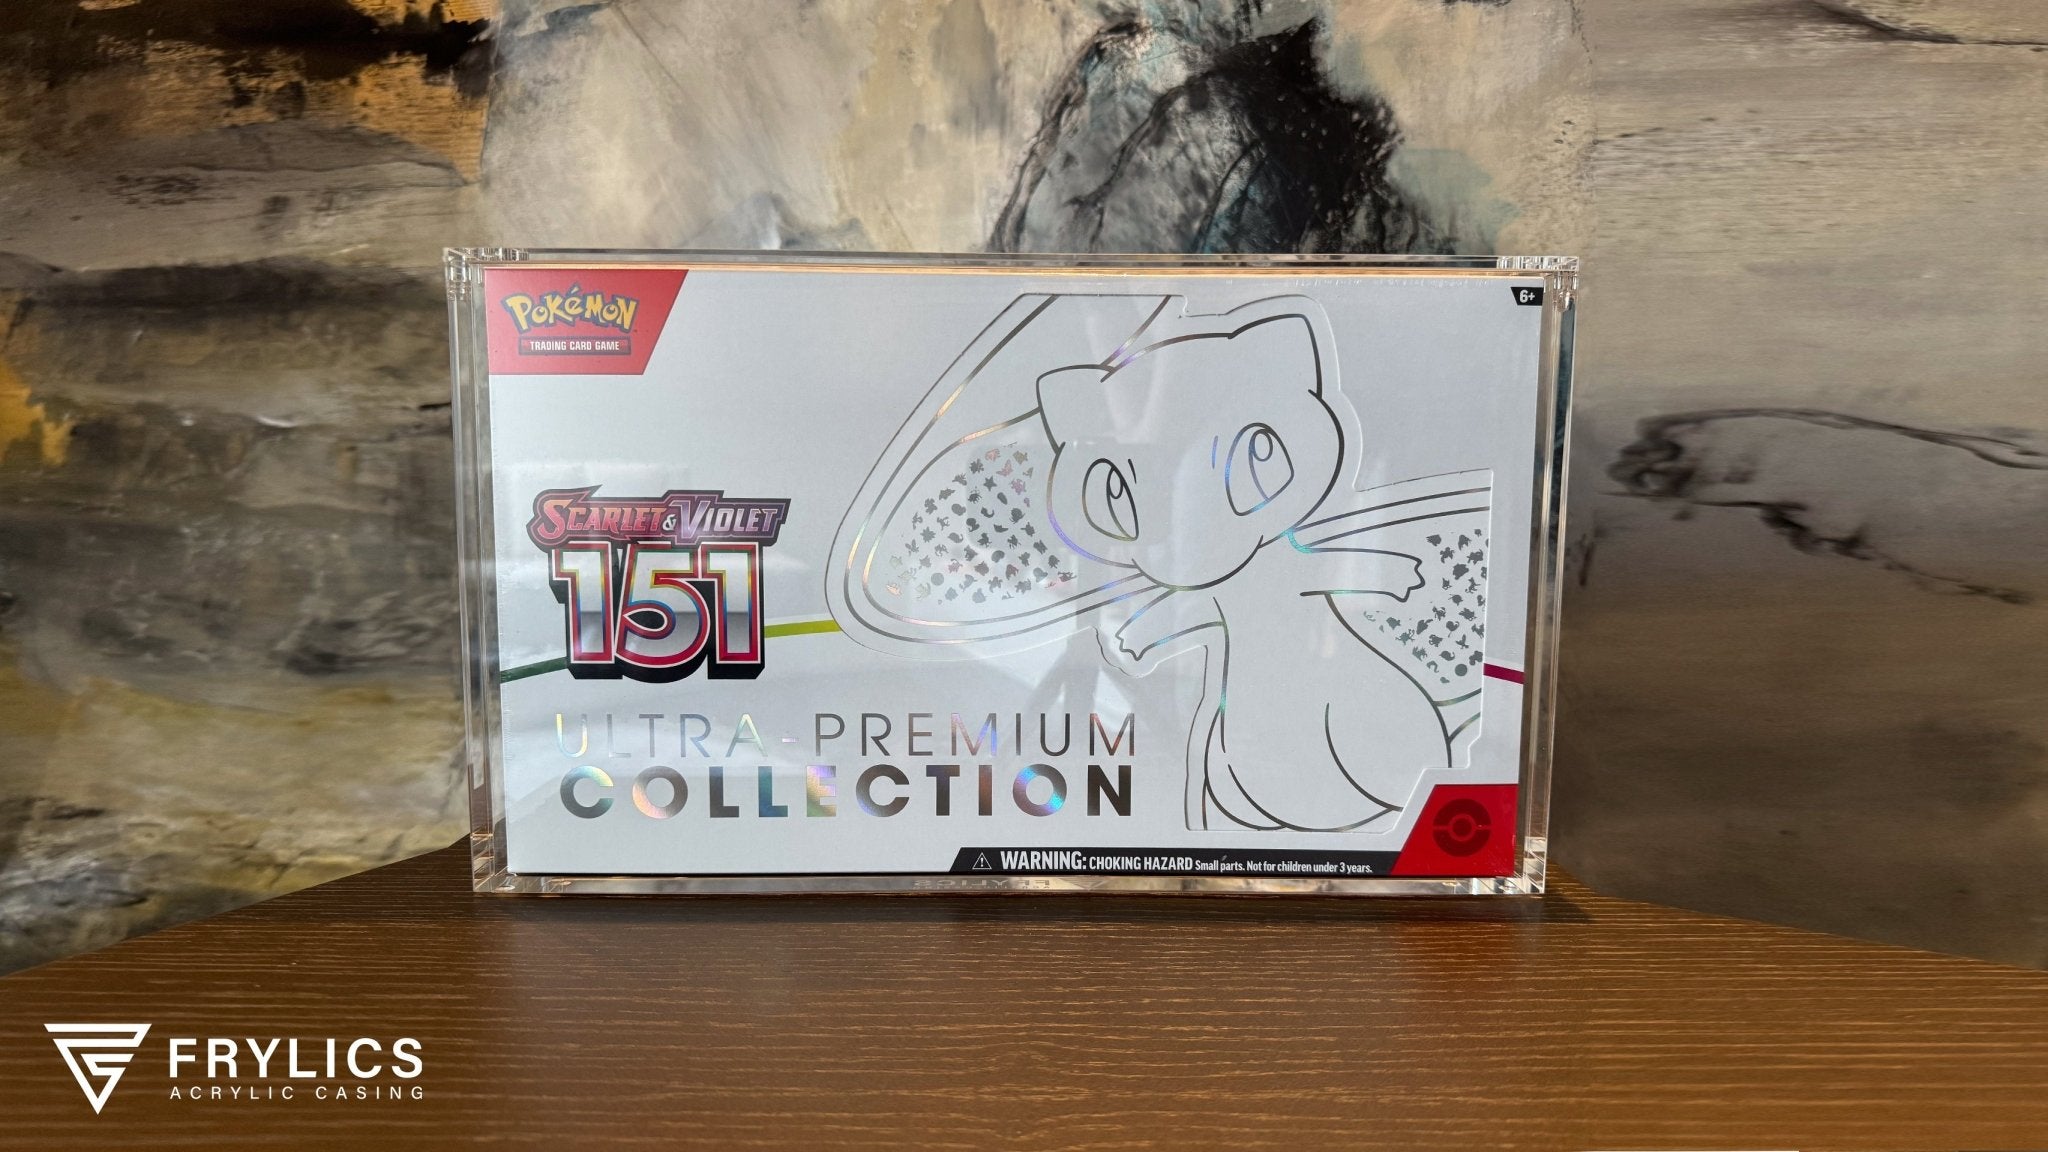 POKéMON
TRADING CARD GAME
6+
SCARLET & VIOLET
151
ULTRA-PREMIUM
COLLECTION
WARNING: CHOKING HAZARD Small parts. Not for children under 3 years.
FRYLICS
FRYLICS
ACRYLIC CASING